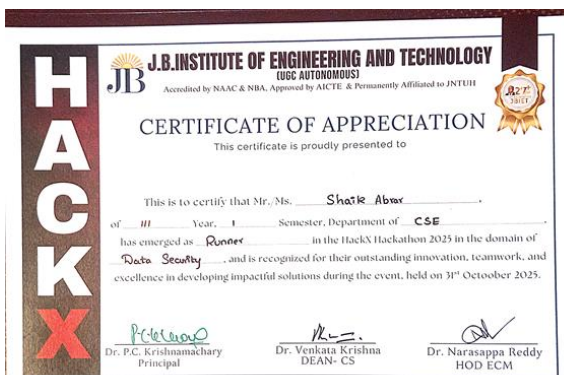 HACKX
JB
J.B.INSTITUTE OF ENGINEERING AND TECHNOLOGY
(UGC AUTONOMOUS)
Accredited by NAAC & NBA, Approved by AICTE & Permanently Affiliated to JNTUH
CERTIFICATE OF APPRECIATION
This certificate is proudly presented to
This is to certify that Mr./Ms. Shaik Abrar
of III Year, I Semester, Department of CSE
has emerged as Runner in the HackX Hackathon 2025 in the domain of
Data Security, and is recognized for their outstanding innovation, teamwork, and
excellence in developing impactful solutions during the event, held on 31st Octoober 2025.
Dr. P.C. Krishnamachary
Principal
Dr. Venkata Krishna
DEAN- CS
Dr. Narasappa Reddy
HOD ECM